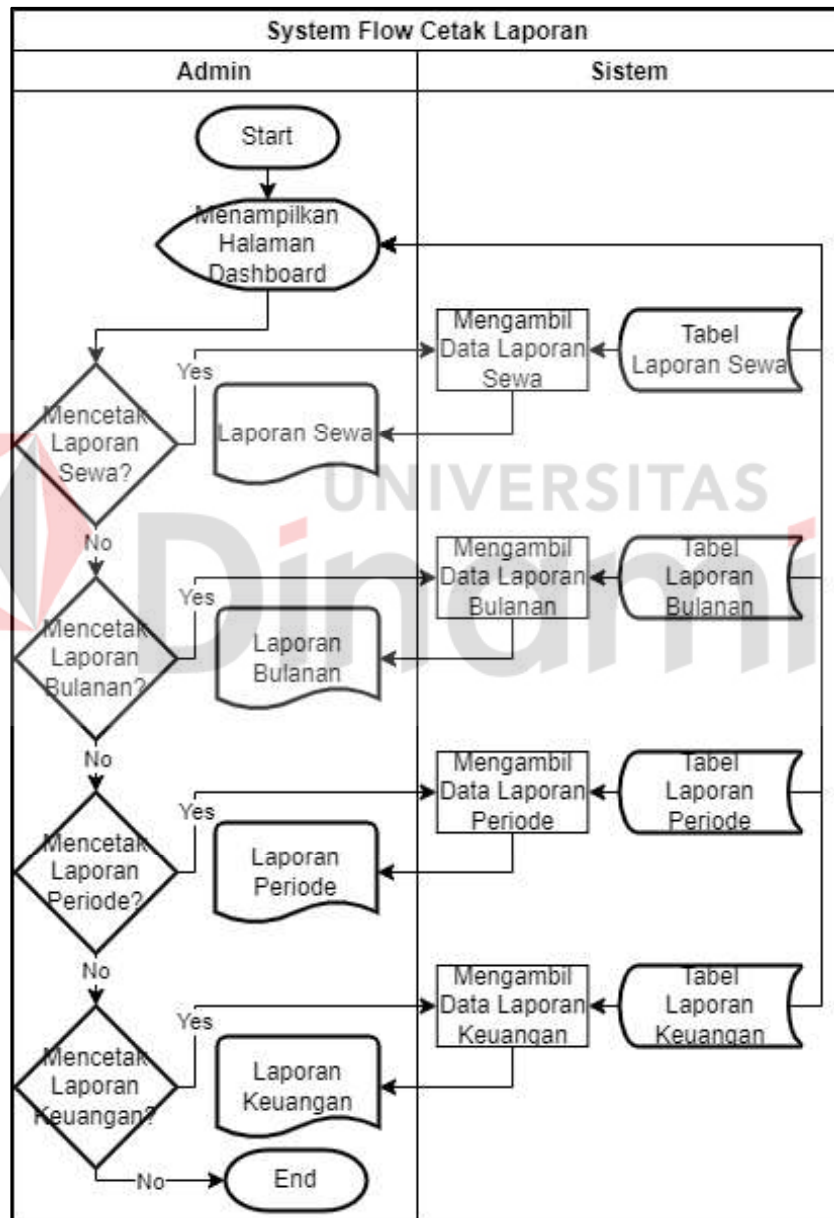 System Flow Cetak Laporan
Admin
Sistem
Start
Menampilkan
Halaman
Dashboard
Mencetak
Laporan
Sewa?
Yes
Mengambil
Data Laporan
Sewa
Tabel
Laporan Sewa
Laporan Sewa
No
UNIVERSITAS
Dinami
Mencetak
Laporan
Bulanan?
Yes
Mengambil
Data Laporan
Bulanan
Tabel
Laporan
Bulanan
Laporan
Bulanan
No
Mencetak
Laporan
Periode?
Yes
Mengambil
Data Laporan
Periode
Tabel
Laporan
Periode
Laporan
Periode
No
Mencetak
Laporan
Keuangan?
Yes
Mengambil
Data Laporan
Keuangan
Tabel
Laporan
Keuangan
Laporan
Keuangan
No
End